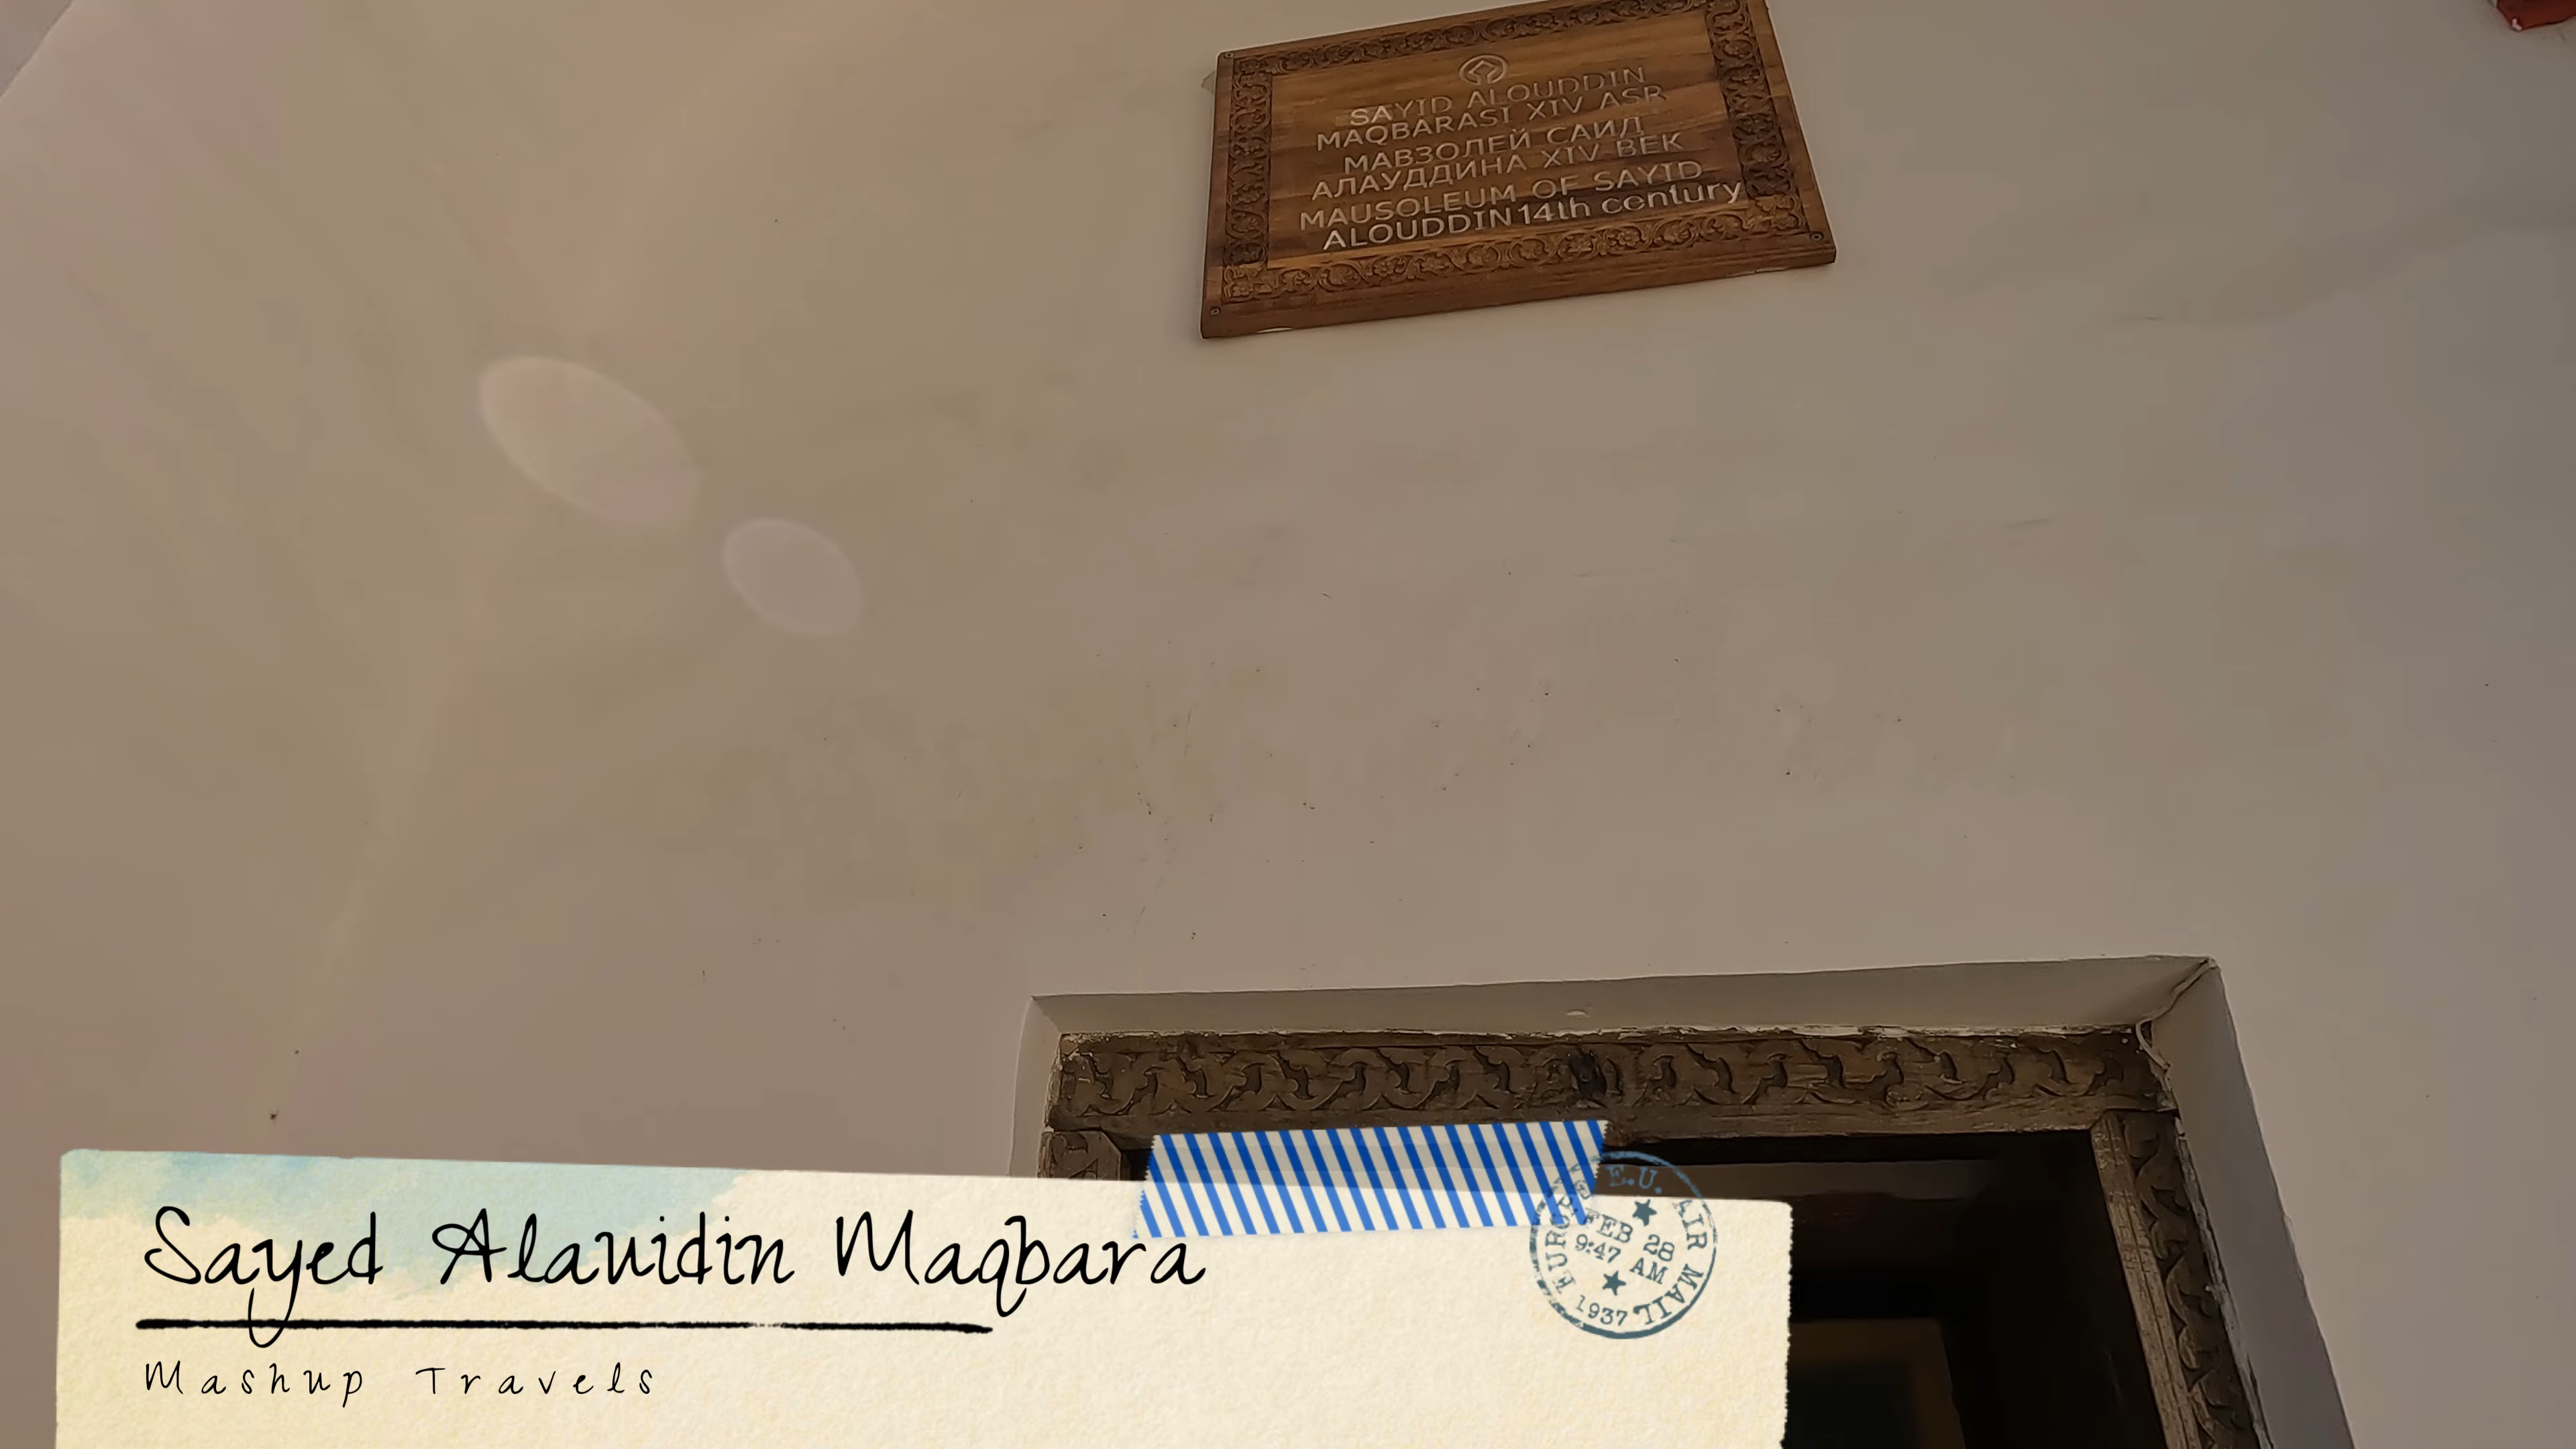 SAYID ALOUDDIN
MAQBARASI XIV ASR
МАВЗОЛЕЙ САИД
АЛАУДДИНА XIV ВЕК
MAUSOLEUM OF SAYID
ALOUDDIN 14th century
Sayed Alauidin Maqbara
Mashup Travels
EUROPE E.U. AIR MAIL
FEB 28
9:47 AM
1937